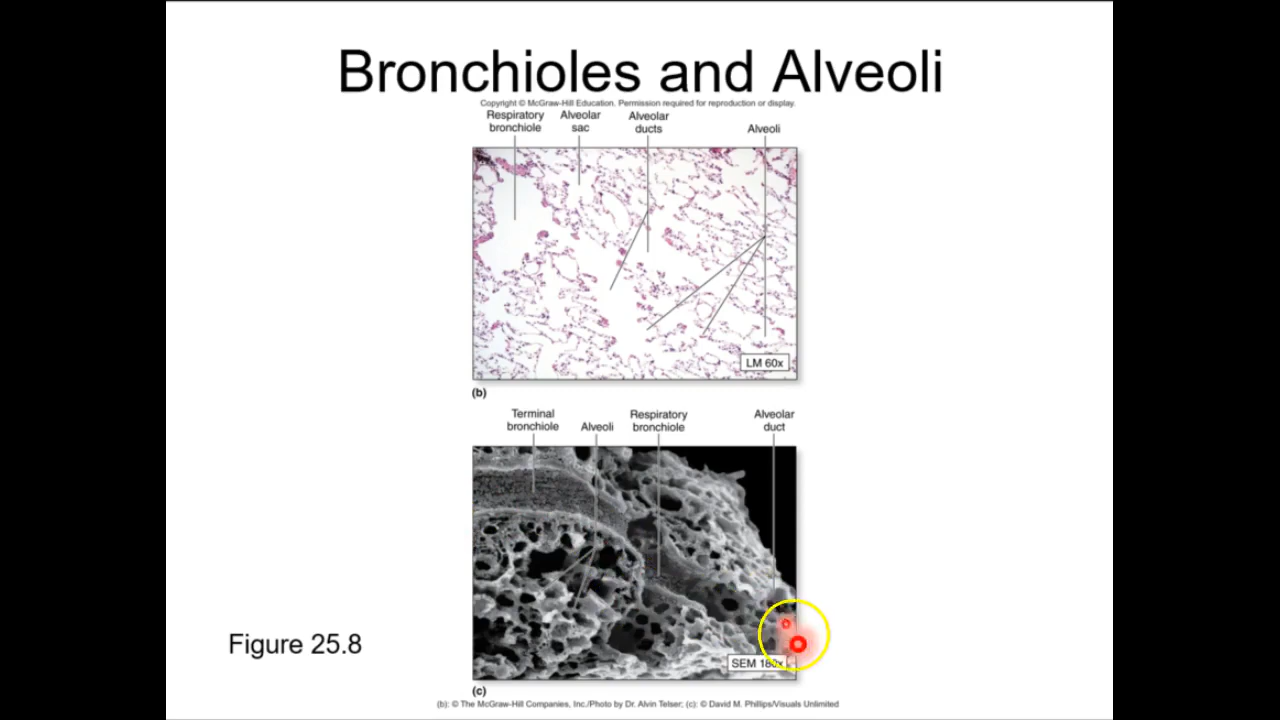 Bronchioles and Alveoli
Copyright © McGraw-Hill Education. Permission required for reproduction or display.
Respiratory bronchiole
Alveolar sac
Alveolar ducts
Alveoli
LM 60x
(b)
Terminal bronchiole
Alveoli
Respiratory bronchiole
Alveolar duct
SEM 180x
Figure 25.8
(c)
(b): © The McGraw-Hill Companies, Inc./Photo by Dr. Alvin Telser; (c): © David M. Phillips/Visuals Unlimited